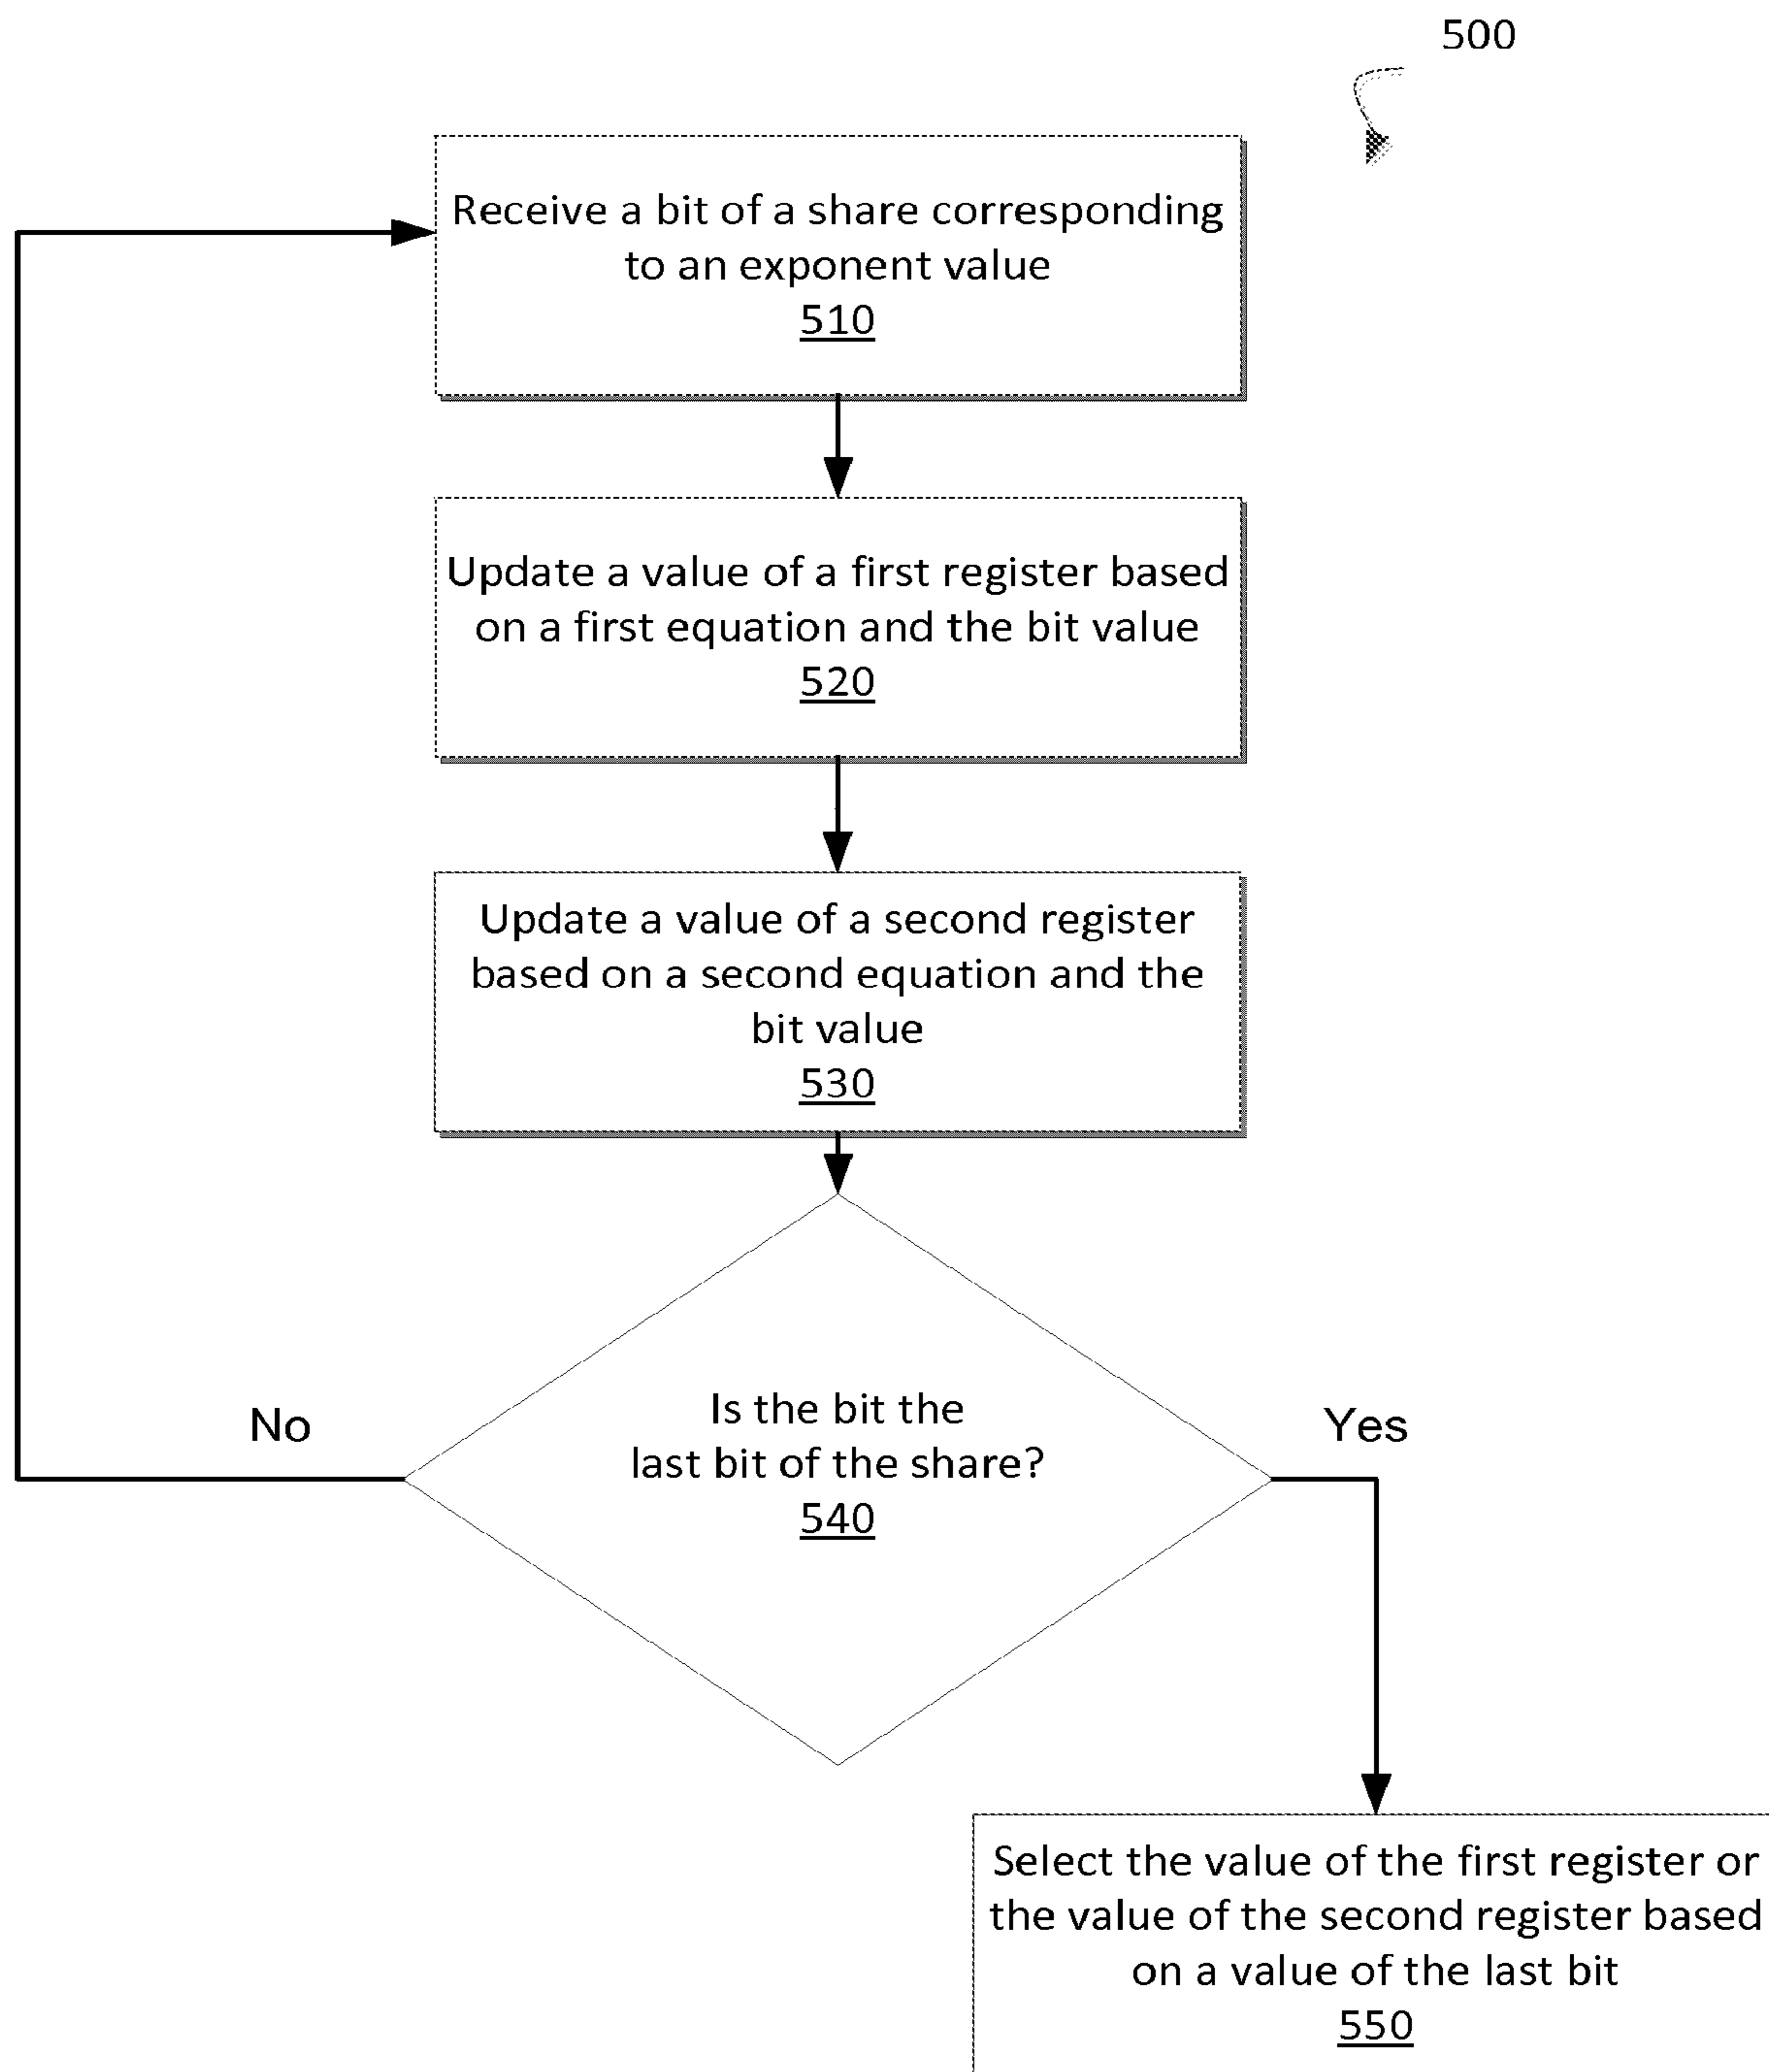 500
Receive a bit of a share corresponding
to an exponent value
510
Update a value of a first register based
on a first equation and the bit value
520
Update a value of a second register
based on a second equation and the
bit value
530
Is the bit the
last bit of the share?
540
No
Yes
Select the value of the first register or
the value of the second register based
on a value of the last bit
550